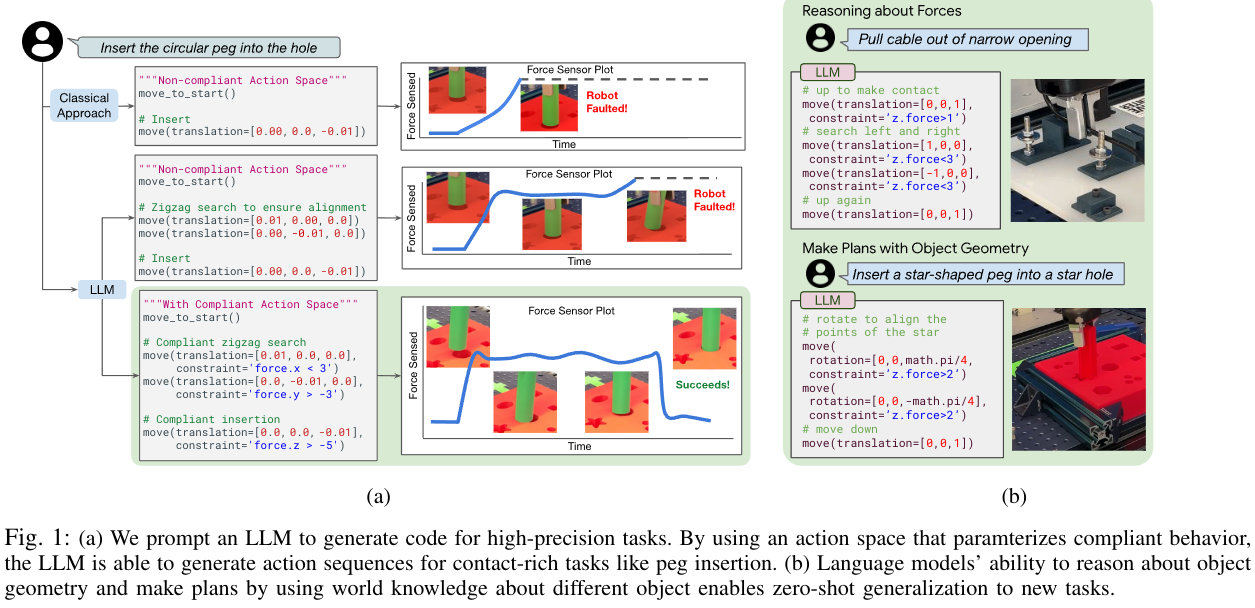 Insert the circular peg into the hole
Classical
Approach
"""Non-compliant Action Space"""
move_to_start()
# Insert
move(translation=[0.00, 0.0, -0.01])
Force Sensor Plot
Force Sensed
Robot
Faulted!
Time
LLM
"""Non-compliant Action Space"""
move_to_start()
# Zigzag search to ensure alignment
move(translation=[0.01, 0.00, 0.0])
move(translation=[0.00, -0.01, 0.0])
# Insert
move(translation=[0.00, 0.0, -0.01])
Force Sensor Plot
Force Sensed
Robot
Faulted!
Time
"""With Compliant Action Space"""
move_to_start()
# Compliant zigzag search
move(translation=[0.01, 0.0, 0.0],
constraint='force.x < 3')
move(translation=[0.0, -0.01, 0.0],
constraint='force.y > -3')
# Compliant insertion
move(translation=[0.0, 0.0, -0.01],
constraint='force.z > -5')
Force Sensor Plot
Force Sensed
Succeeds!
Time
(a)
Reasoning about Forces
Pull cable out of narrow opening
LLM
# up to make contact
move(translation=[0,0,1],
constraint='z.force>1')
# search left and right
move(translation=[1,0,0],
constraint='z.force<3')
move(translation=[-1,0,0],
constraint='z.force<3')
# up again
move(translation=[0,0,1])
Make Plans with Object Geometry
Insert a star-shaped peg into a star hole
LLM
# rotate to align the
# points of the star
move(
rotation=[0,0,math.pi/4,
constraint='z.force>2')
move(
rotation=[0,0,-math.pi/4],
constraint='z.force>2')
# move down
move(translation=[0,0,1])
(b)
Fig. 1: (a) We prompt an LLM to generate code for high-precision tasks. By using an action space that paramterizes compliant behavior,
the LLM is able to generate action sequences for contact-rich tasks like peg insertion. (b) Language models' ability to reason about object
geometry and make plans by using world knowledge about different object enables zero-shot generalization to new tasks.